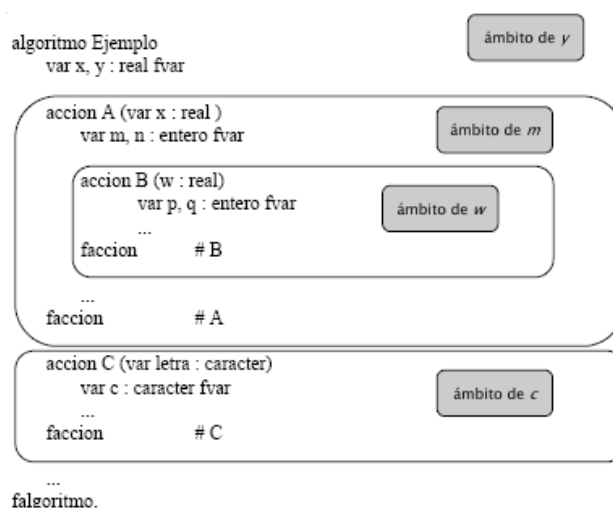 ámbito de y
algoritmo Ejemplo
var x, y : real fvar
accion A (var x : real )
ámbito de m
var m, n : entero fvar
accion B (w : real)
var p, q : entero fvar
ámbito de w
...
faccion # B
...
faccion # A
accion C (var letra : caracter)
var c : caracter fvar
ámbito de c
...
faccion # C
...
falgoritmo.